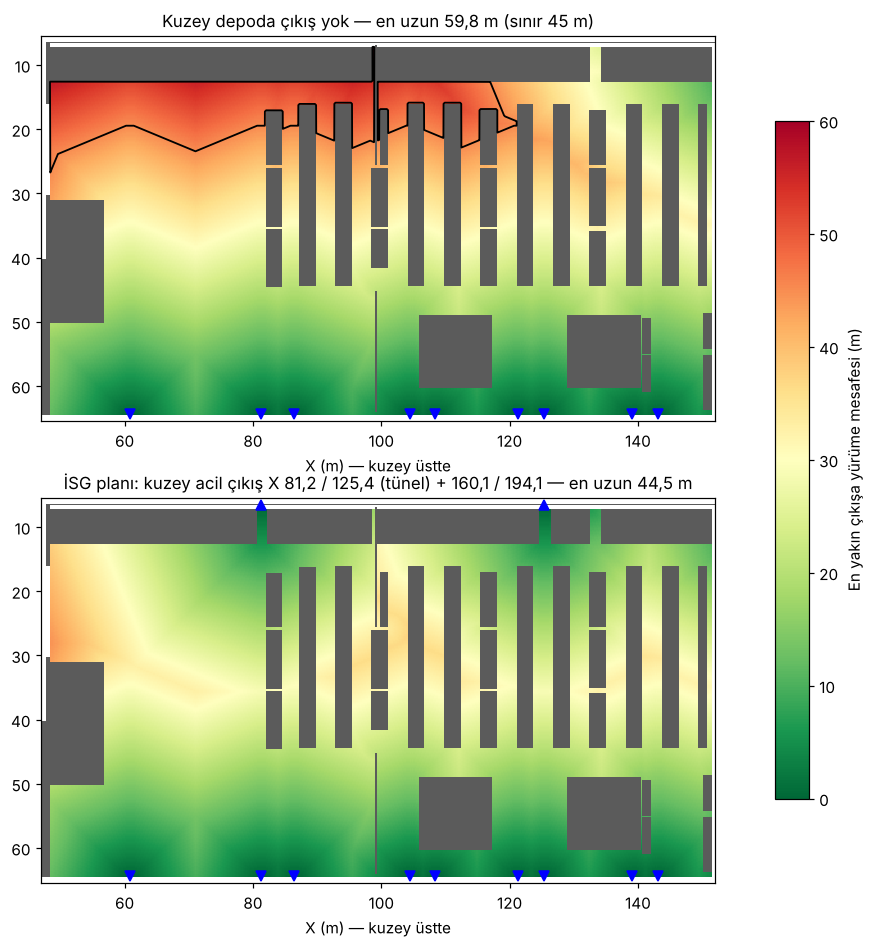 Kuzey depoda çıkış yok — en uzun 59,8 m (sınır 45 m)
10
20
30
40
50
60
60 80 100 120 140
X (m) — kuzey üstte
İSG planı: kuzey acil çıkış X 81,2 / 125,4 (tünel) + 160,1 / 194,1 — en uzun 44,5 m
10
20
30
40
50
60
60 80 100 120 140
X (m) — kuzey üstte
60
50
40
30
20
10
0
En yakın çıkışa yürüme mesafesi (m)